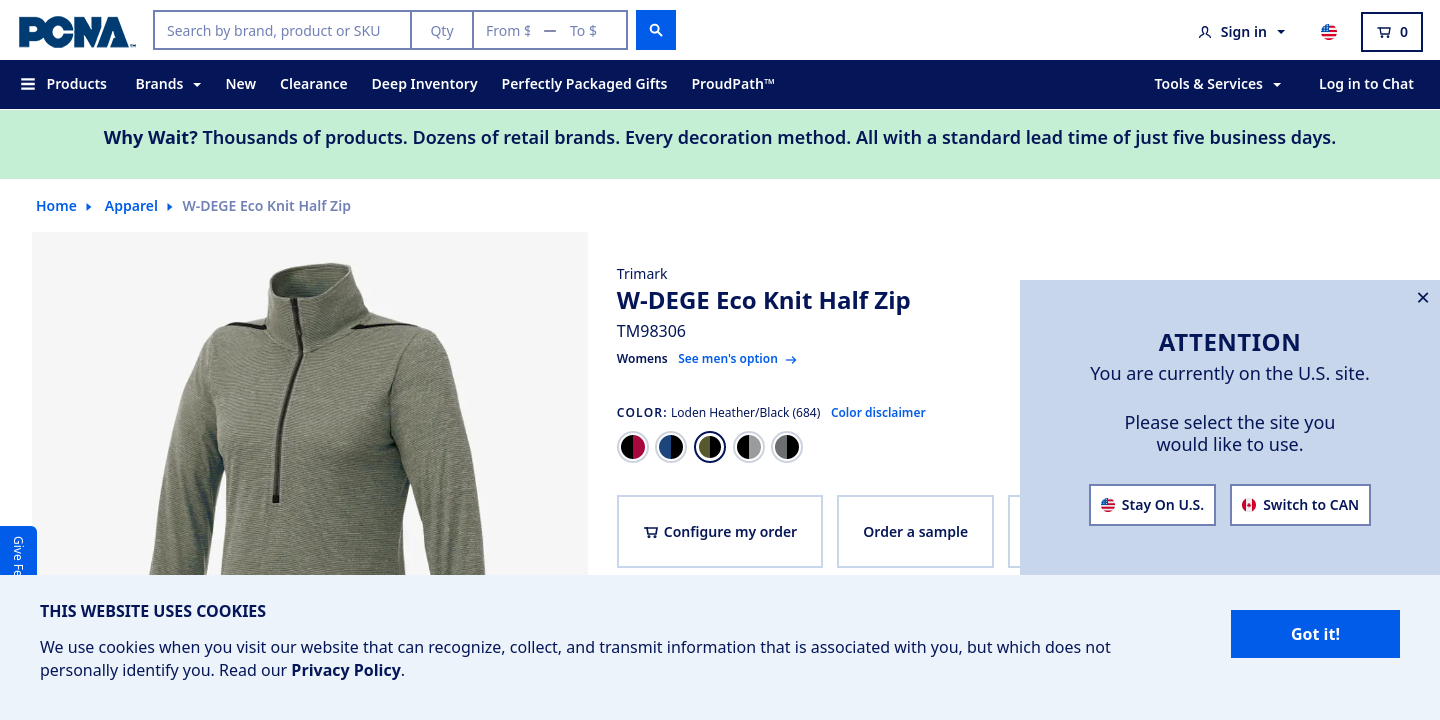 PCNA™
Search by brand, product or SKU
Qty
From $ — To $
Sign in
0
Products
Brands
New
Clearance
Deep Inventory
Perfectly Packaged Gifts
ProudPath™
Tools & Services
Log in to Chat
Why Wait? Thousands of products. Dozens of retail brands. Every decoration method. All with a standard lead time of just five business days.
Home
Apparel
W-DEGE Eco Knit Half Zip
Trimark
W-DEGE Eco Knit Half Zip
TM98306
Womens See men's option
COLOR: Loden Heather/Black (684) Color disclaimer
Configure my order
Order a sample
ATTENTION
You are currently on the U.S. site.
Please select the site you
would like to use.
Stay On U.S.
Switch to CAN
Give
THIS WEBSITE USES COOKIES
We use cookies when you visit our website that can recognize, collect, and transmit information that is associated with you, but which does not
personally identify you. Read our Privacy Policy.
Got it!